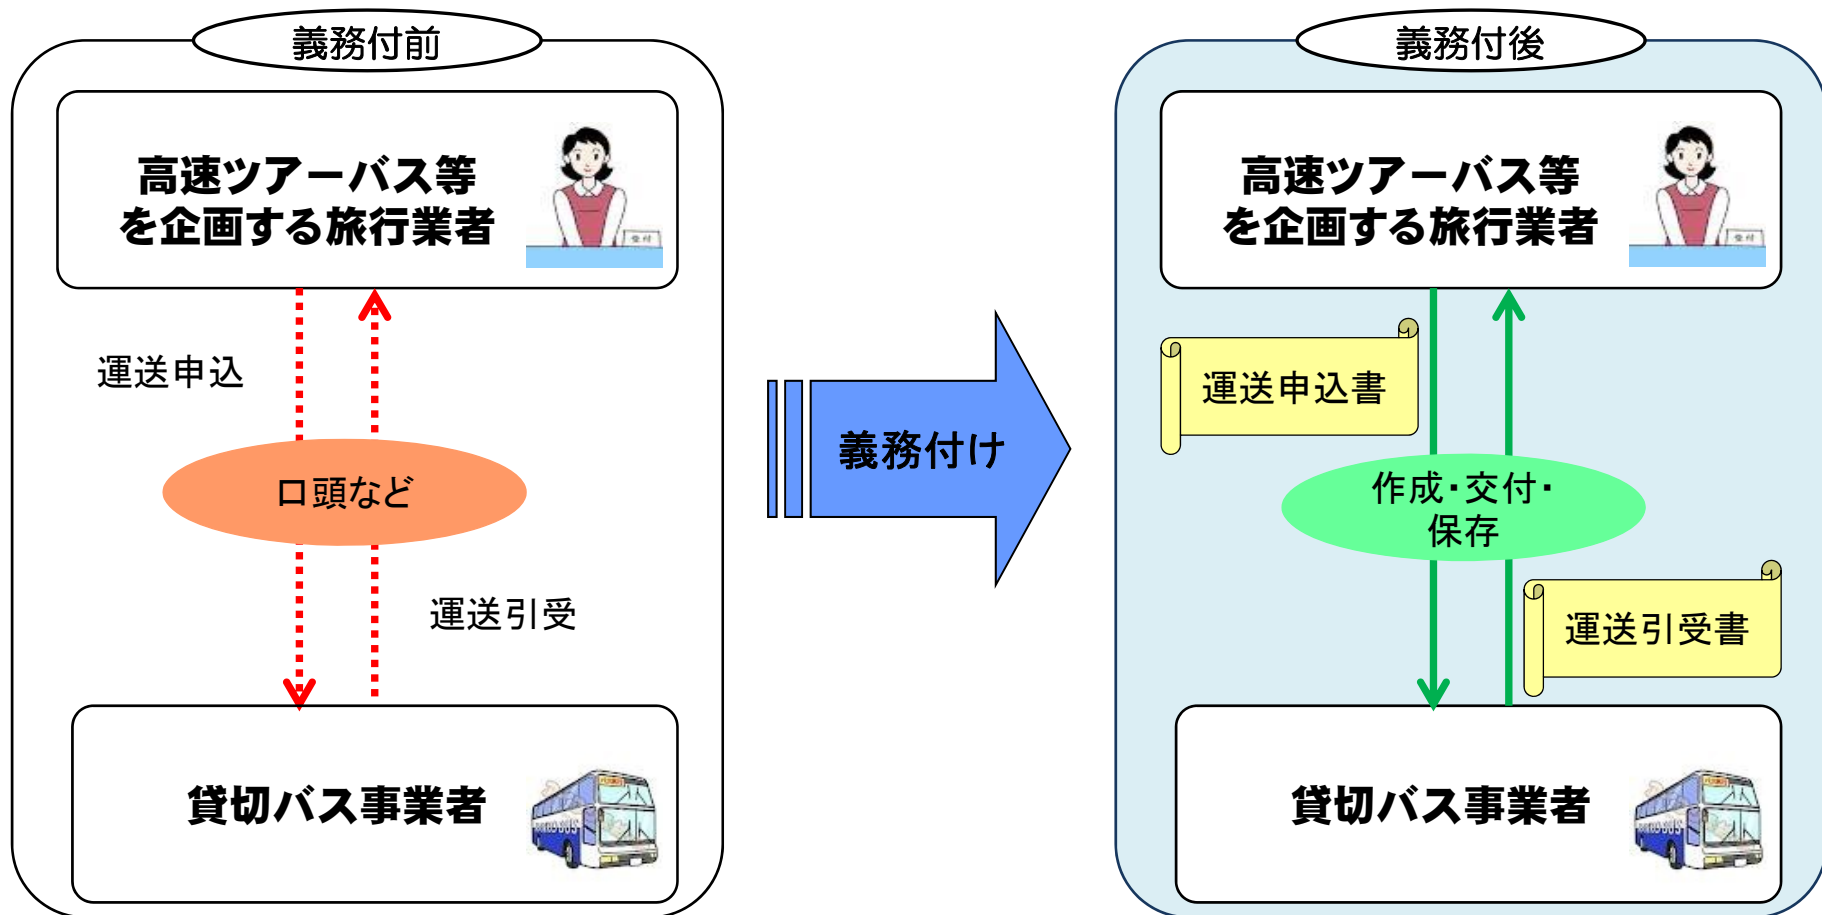 義務付前
高速ツアーバス等
を企画する旅行業者
受付
運送申込
口頭など
運送引受
貸切バス事業者
義務付け
義務付後
高速ツアーバス等
を企画する旅行業者
受付
運送申込書
作成・交付・
保存
運送引受書
貸切バス事業者